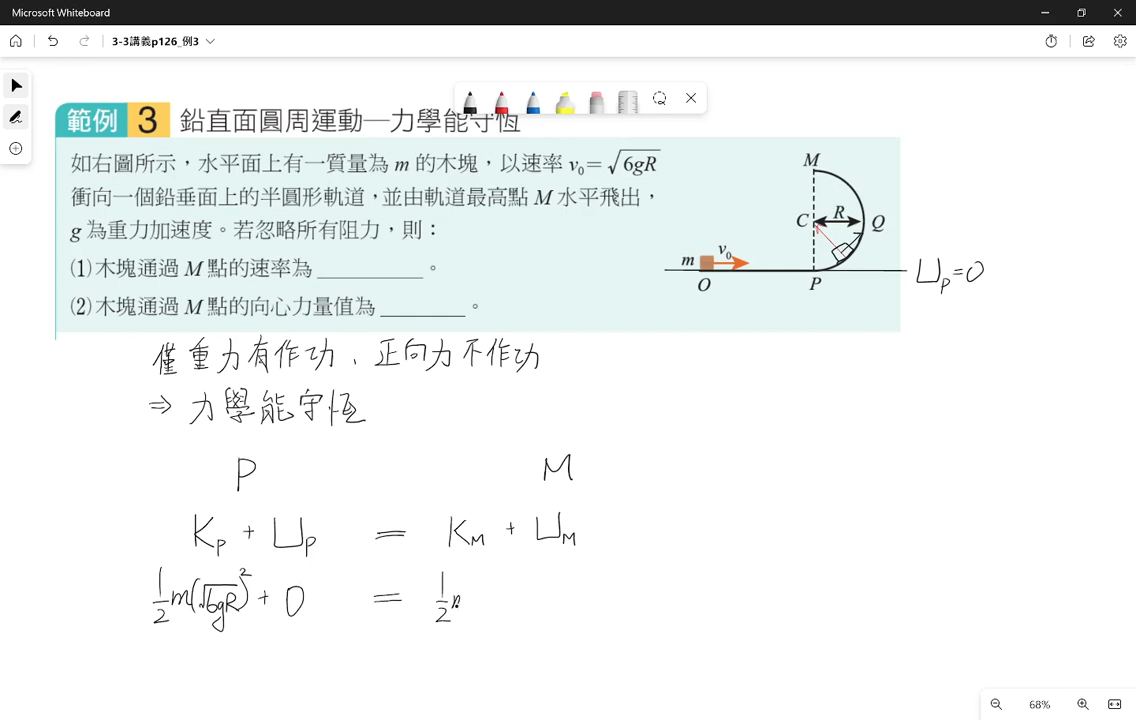 Microsoft Whiteboard
3-3講義p126_例3
範例 3 鉛直面圓周運動—力學能守恆
如右圖所示，水平面上有一質量為 m 的木塊，以速率 v₀＝√6gR
衝向一個鉛垂面上的半圓形軌道，並由軌道最高點 M 水平飛出，
g 為重力加速度。若忽略所有阻力，則：
(1)木塊通過 M 點的速率為 __________ 。
(2)木塊通過 M 點的向心力量值為 ________ 。
M
C R Q
m v₀
O P
U_P=0
僅重力有作功、正向力不作功
⇒ 力學能守恆
P M
K_P + U_P = K_M + U_M
1/2 m(√6gR)² + 0 = 1/2
68%